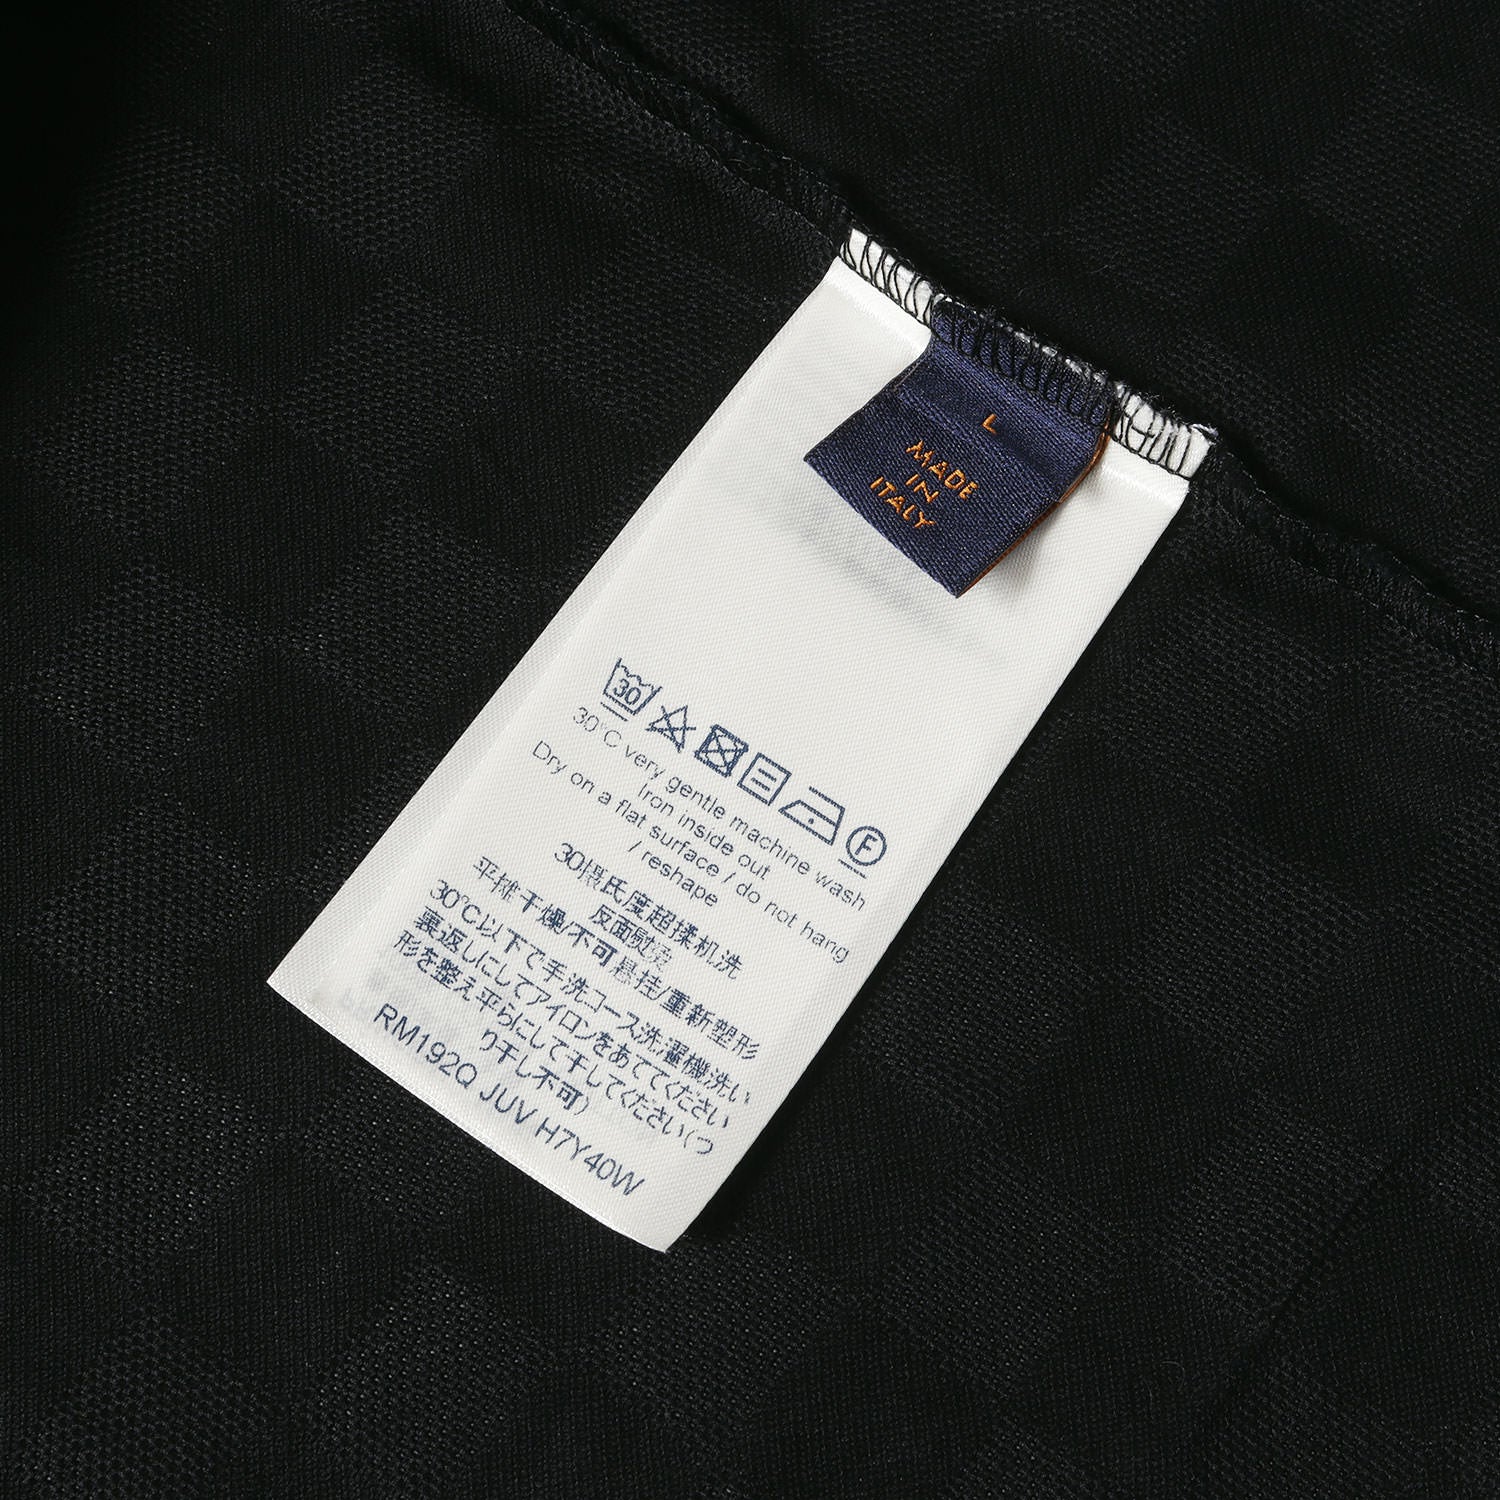 L
MADE
IN
ITALY
30
F
30°C very gentle machine wash
Iron inside out
Dry on a flat surface / do not hang
/ reshape
30摄氏度超揉机洗
反面熨烫
平摊干燥/不可悬挂/重新塑形
30℃以下で手洗コース洗濯機洗い
裏返しにしてアイロンをあててください
形を整え平らにして干してください(つ
り干し不可)
RM192Q JUV H7Y40W